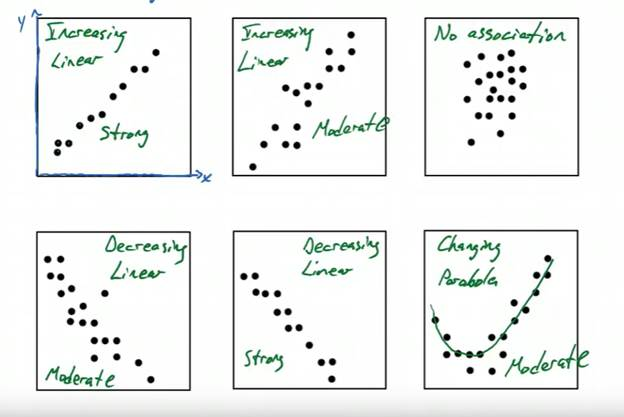 y
Increasing
Linear
Strong
x
Increasing
Linear
Moderate
No association
Decreasing
Linear
Moderate
Decreasing
Linear
Strong
Changing
Parabola
Moderate